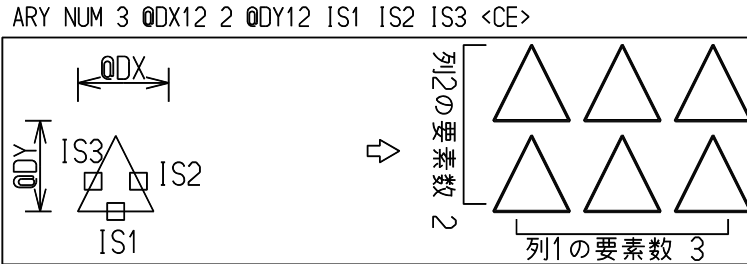 ARY NUM 3 @DX12 2 @DY12 IS1 IS2 IS3 <CE>
@DX
@DY
IS3
IS2
IS1
列2の要素数 2
列1の要素数 3